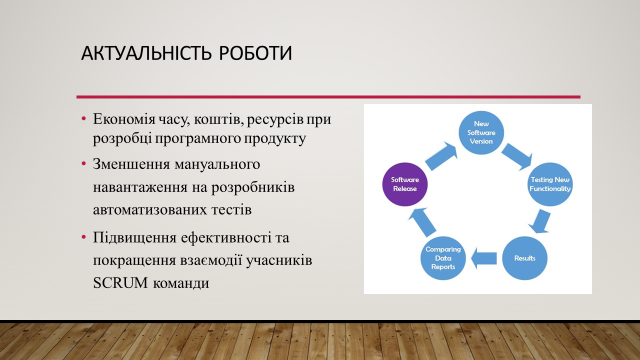 АКТУАЛЬНІСТЬ РОБОТИ
• Економія часу, коштів, ресурсів при
розробці програмного продукту
• Зменшення мануального
навантаження на розробників
автоматизованих тестів
• Підвищення ефективності та
покращення взаємодії учасників
SCRUM команди
New
Software
Version
Testing New
Functionality
Results
Comparing
Data
Reports
Software
Release